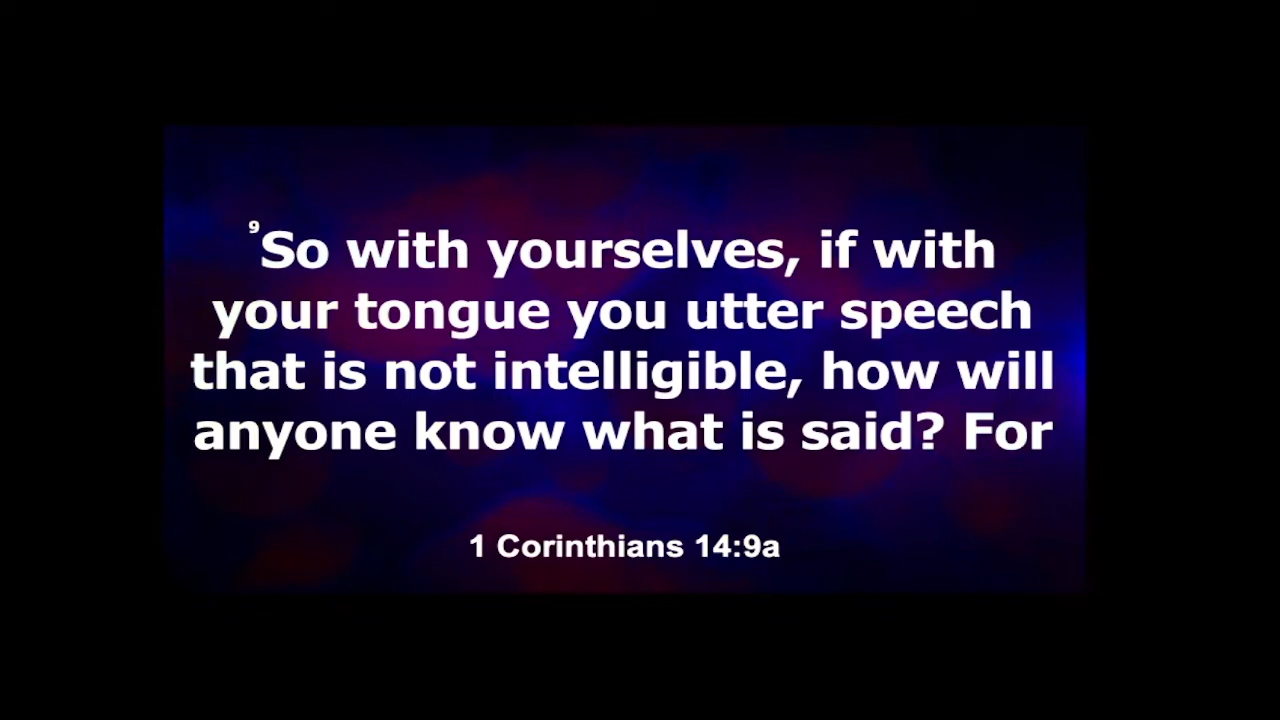 ⁹So with yourselves, if with
your tongue you utter speech
that is not intelligible, how will
anyone know what is said? For
1 Corinthians 14:9a